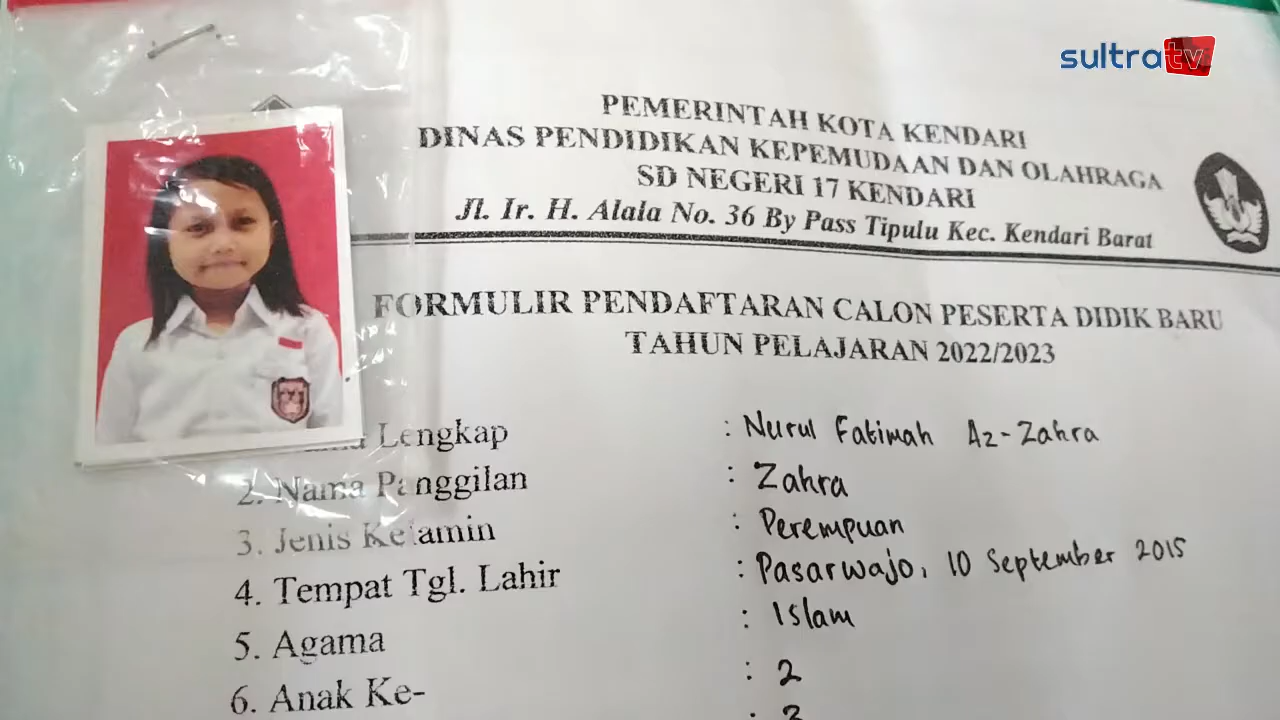 sultratv
PEMERINTAH KOTA KENDARI
DINAS PENDIDIKAN KEPEMUDAAN DAN OLAHRAGA
SD NEGERI 17 KENDARI
Jl. Ir. H. Alala No. 36 By Pass Tipulu Kec. Kendari Barat
FORMULIR PENDAFTARAN CALON PESERTA DIDIK BARU
TAHUN PELAJARAN 2022/2023
Lengkap : Nurul Fatimah Az-Zahra
2. Nama Panggilan : Zahra
3. Jenis Kelamin : Perempuan
4. Tempat Tgl. Lahir : Pasarwajo, 10 September 2015
5. Agama : Islam
6. Anak Ke- : 2